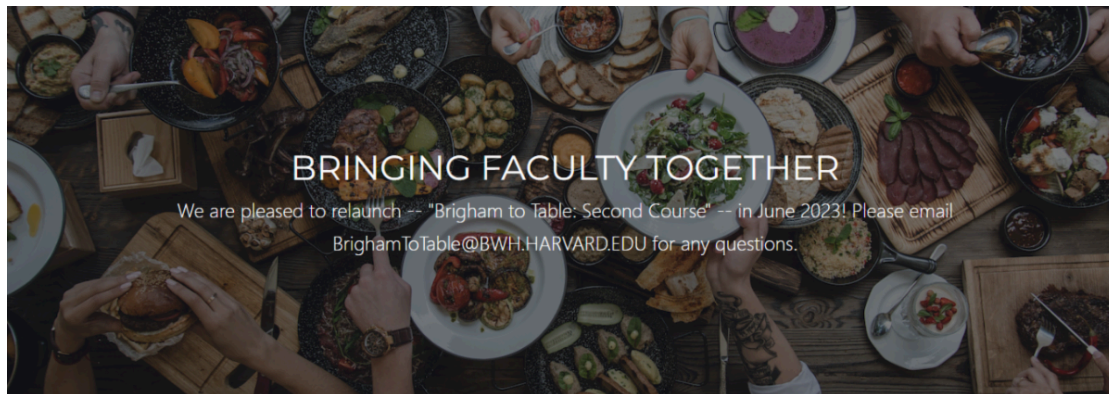 BRINGING FACULTY TOGETHER
We are pleased to relaunch -- "Brigham to Table: Second Course" -- in June 2023! Please email
BrighamToTable@BWH.HARVARD.EDU for any questions.